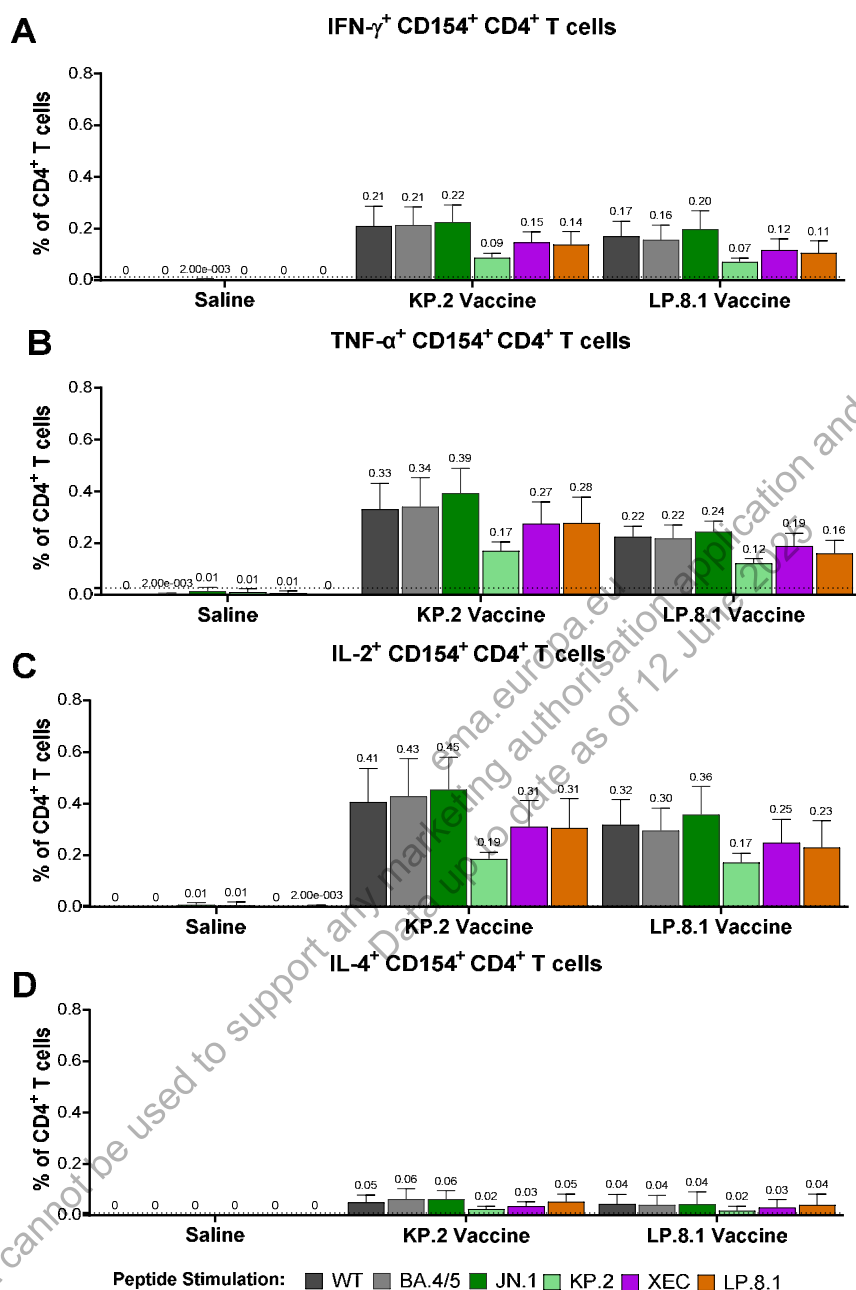 A
IFN-γ+ CD154+ CD4+ T cells
% of CD4+ T cells
0.8
0.6
0.4
0.2
0.0
0 0 2.00e-003 0 0 0
0.21 0.21 0.22 0.09 0.15 0.14
0.17 0.16 0.20 0.07 0.12 0.11
Saline KP.2 Vaccine LP.8.1 Vaccine
B
TNF-α+ CD154+ CD4+ T cells
% of CD4+ T cells
0.8
0.6
0.4
0.2
0.0
0 2.00e-003 0.01 0.01 0.01 0
0.33 0.34 0.39 0.17 0.27 0.28
0.22 0.22 0.24 0.12 0.19 0.16
Saline KP.2 Vaccine LP.8.1 Vaccine
C
IL-2+ CD154+ CD4+ T cells
% of CD4+ T cells
0.8
0.6
0.4
0.2
0.0
0 0 0.01 0.01 0 2.00e-003
0.41 0.43 0.45 0.19 0.31 0.31
0.32 0.30 0.36 0.17 0.25 0.23
Saline KP.2 Vaccine LP.8.1 Vaccine
D
IL-4+ CD154+ CD4+ T cells
% of CD4+ T cells
0.8
0.6
0.4
0.2
0.0
0 0 0 0 0 0
0.05 0.06 0.06 0.02 0.03 0.05
0.04 0.04 0.04 0.02 0.03 0.04
Saline KP.2 Vaccine LP.8.1 Vaccine
Peptide Stimulation: WT BA.4/5 JN.1 KP.2 XEC LP.8.1
ema.europa.eu
cannot be used to support any marketing authorisation application and
Data up to date as of 12 June 2025